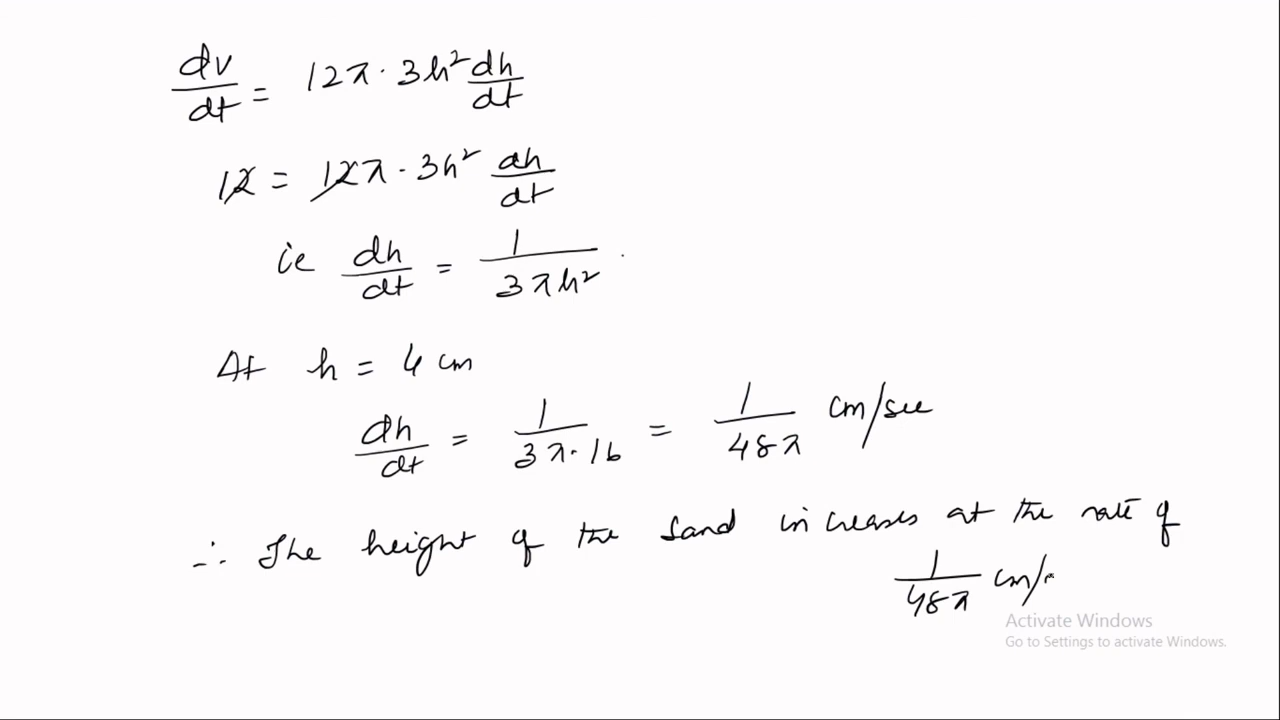 dv/dt = 12π · 3h² dh/dt
12 = 12π · 3h² dh/dt
ie dh/dt = 1/3πh²
At h = 4 cm
dh/dt = 1/3π·16 = 1/48π cm/sec
∴ The height of the sand increases at the rate of
1/48π cm/
Activate Windows
Go to Settings to activate Windows.